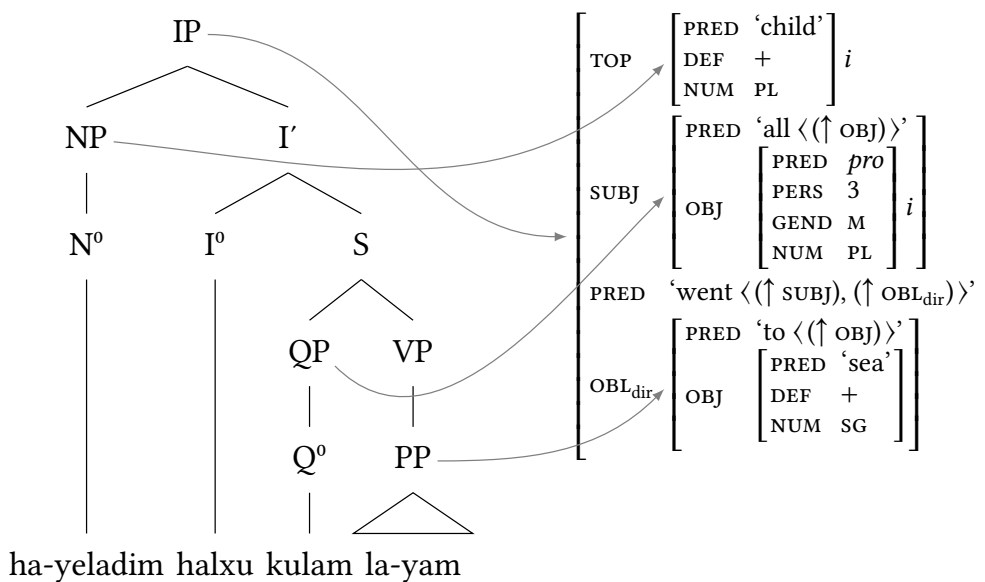 IP
NP I′
N⁰ I⁰ S
QP VP
Q⁰ PP
ha-yeladim halxu kulam la-yam
TOP PRED ‘child’
DEF +
NUM PL
i
SUBJ PRED ‘all ⟨(↑ OBJ)⟩’
OBJ PRED pro
PERS 3
GEND M
NUM PL
i
PRED ‘went ⟨(↑ SUBJ), (↑ OBL_dir)⟩’
OBL_dir PRED ‘to ⟨(↑ OBJ)⟩’
OBJ PRED ‘sea’
DEF +
NUM SG